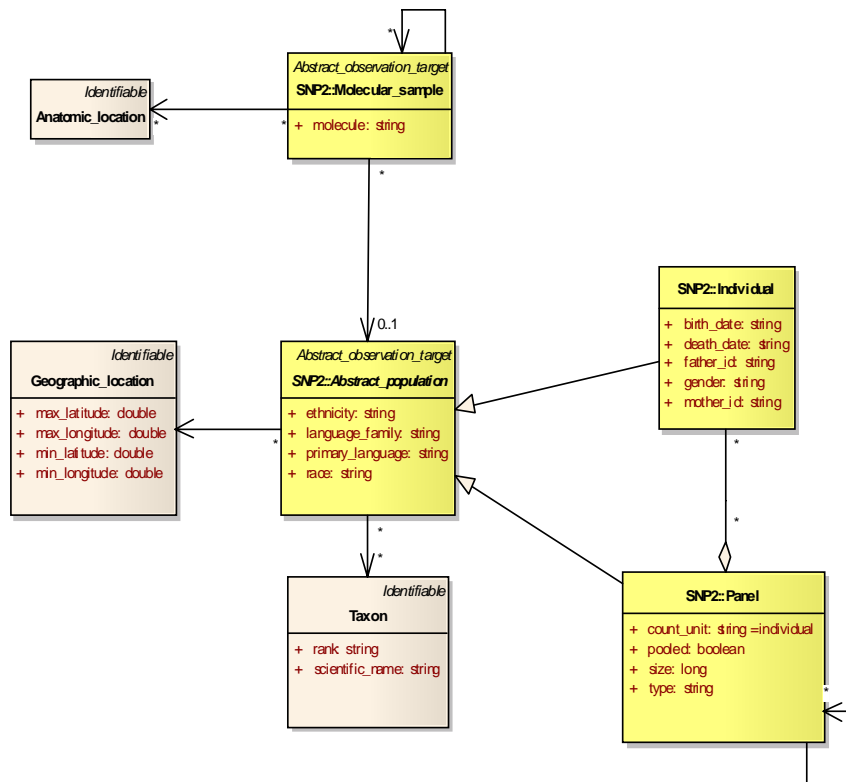 *
Abstract_observation_target
SNP2::Molecular_sample
+ molecule: string
Identifiable
Anatomic_location
*
*
*
0..1
SNP2::Individual
+ birth_date: string
+ death_date: string
+ father_id: string
+ gender: string
+ mother_id: string
Identifiable
Geographic_location
+ max_latitude: double
+ max_longitude: double
+ min_latitude: double
+ min_longitude: double
Abstract_observation_target
SNP2::Abstract_population
+ ethnicity: string
+ language_family: string
+ primary_language: string
+ race: string
*
*
*
*
*
Identifiable
Taxon
+ rank: string
+ scientific_name: string
SNP2::Panel
+ count_unit: string =individual
+ pooled: boolean
+ size: long
+ type: string
*